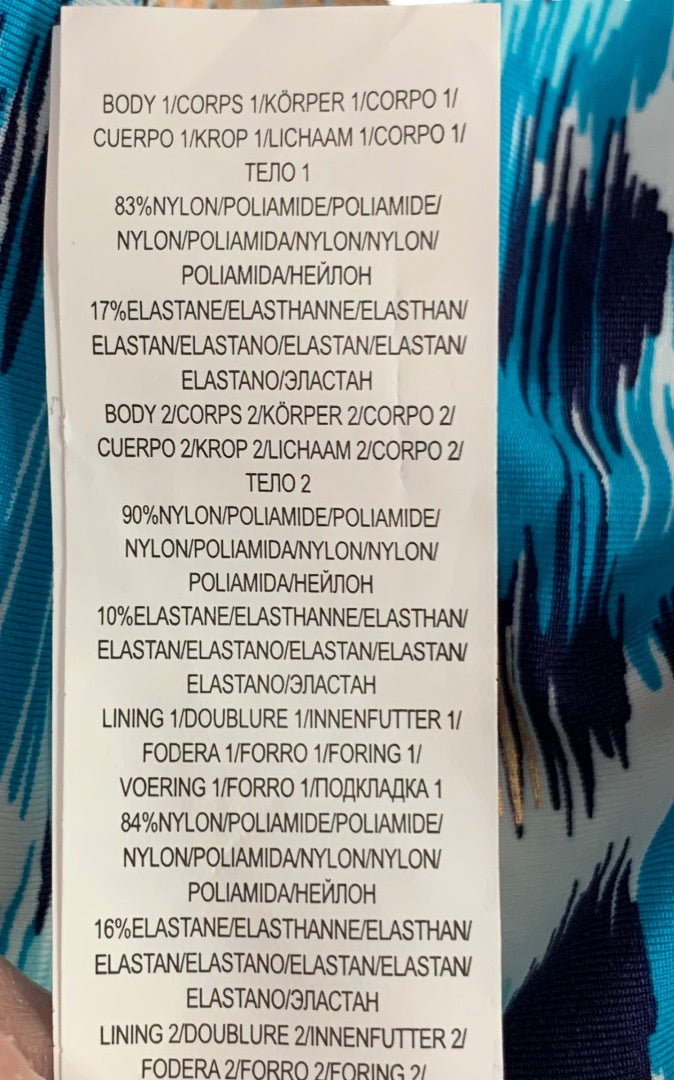 BODY 1/CORPS 1/KÖRPER 1/CORPO 1/
CUERPO 1/KROP 1/LICHAAM 1/CORPO 1/
ТЕЛО 1
83%NYLON/POLIAMIDE/POLIAMIDE/
NYLON/POLIAMIDA/NYLON/NYLON/
POLIAMIDA/НЕЙЛОН
17%ELASTANE/ELASTHANNE/ELASTHAN/
ELASTAN/ELASTANO/ELASTAN/ELASTAN/
ELASTANO/ЭЛАСТАН
BODY 2/CORPS 2/KÖRPER 2/CORPO 2/
CUERPO 2/KROP 2/LICHAAM 2/CORPO 2/
ТЕЛО 2
90%NYLON/POLIAMIDE/POLIAMIDE/
NYLON/POLIAMIDA/NYLON/NYLON/
POLIAMIDA/НЕЙЛОН
10%ELASTANE/ELASTHANNE/ELASTHAN/
ELASTAN/ELASTANO/ELASTAN/ELASTAN/
ELASTANO/ЭЛАСТАН
LINING 1/DOUBLURE 1/INNENFUTTER 1/
FODERA 1/FORRO 1/FORING 1/
VOERING 1/FORRO 1/ПОДКЛАДКА 1
84%NYLON/POLIAMIDE/POLIAMIDE/
NYLON/POLIAMIDA/NYLON/NYLON/
POLIAMIDA/НЕЙЛОН
16%ELASTANE/ELASTHANNE/ELASTHAN/
ELASTAN/ELASTANO/ELASTAN/ELASTAN/
ELASTANO/ЭЛАСТАН
LINING 2/DOUBLURE 2/INNENFUTTER 2/
FODERA 2/FORRO 2/FORING 2/